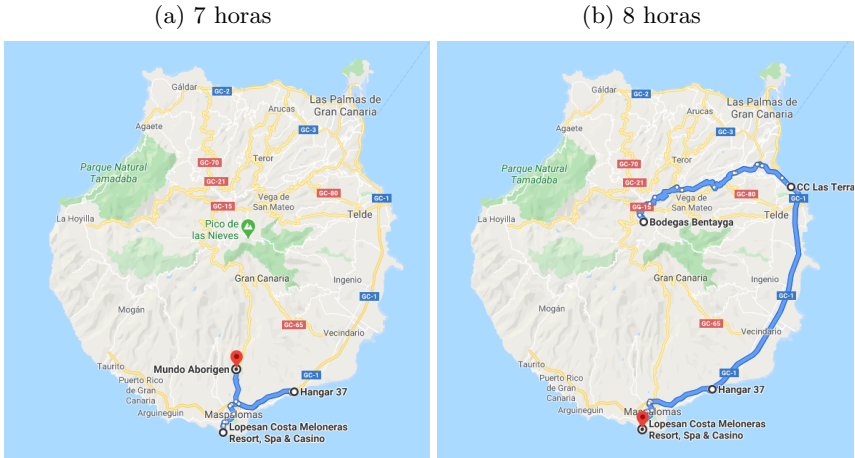 (a) 7 horas
(b) 8 horas
Gáldar
GC-2
Las Palmas de
Gran Canaria
Arucas
Agaete
GC-3
Parque Natural
Tamadaba
GC-70
Teror
GC-21
GC-80
GC-1
GC-15
Vega de
San Mateo
La Hoyilla
Telde
Pico de
las Nieves
Gran Canaria
Ingenio
GC-1
Mogán
GC-65
Vecindario
Mundo Aborigen
Taurito
GC-1
Puerto Rico
de Gran
Canaria
Hangar 37
Arguineguín
Maspalomas
Lopesan Costa Meloneras
Resort, Spa & Casino
Gáldar
GC-2
Las Palmas de
Gran Canaria
Arucas
Agaete
GC-3
Parque Natural
Tamadaba
GC-70
Teror
GC-21
GC-80
CC Las Terra
GC-1
GC-15
Vega de
San Mateo
La Hoyilla
Telde
Bodegas Bentayga
Gran Canaria
Ingenio
GC-1
Mogán
GC-65
Vecindario
Taurito
Puerto Rico
de Gran
Canaria
Hangar 37
Arguineguín
Maspalomas
Lopesan Costa Meloneras
Resort, Spa & Casino